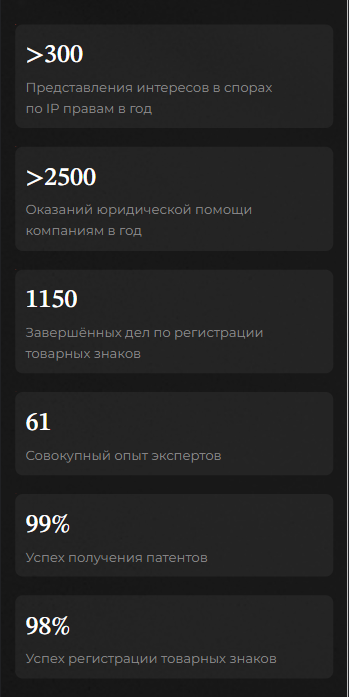 >300
Представления интересов в спорах
по IP правам в год
>2500
Оказаний юридической помощи
компаниям в год
1150
Завершённых дел по регистрации
товарных знаков
61
Совокупный опыт экспертов
99%
Успех получения патентов
98%
Успех регистрации товарных знаков